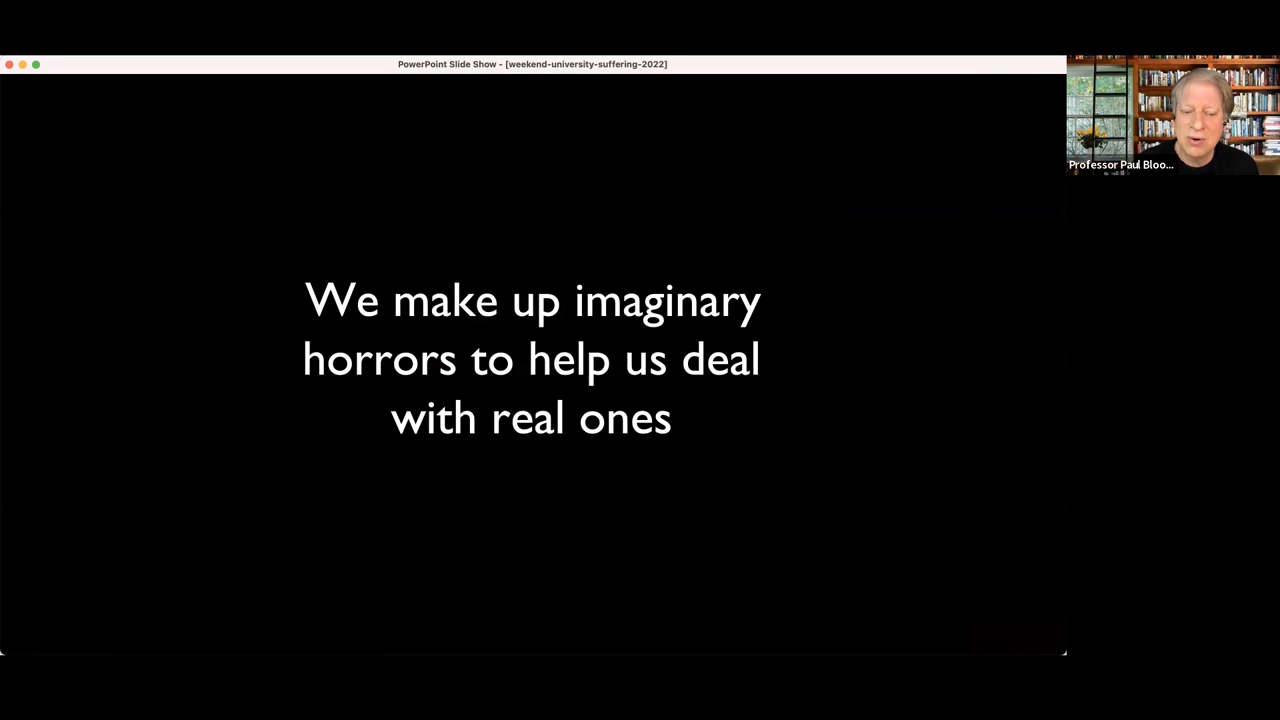 PowerPoint Slide Show - [weekend-university-suffering-2022]
Professor Paul Bloo...
We make up imaginary
horrors to help us deal
with real ones